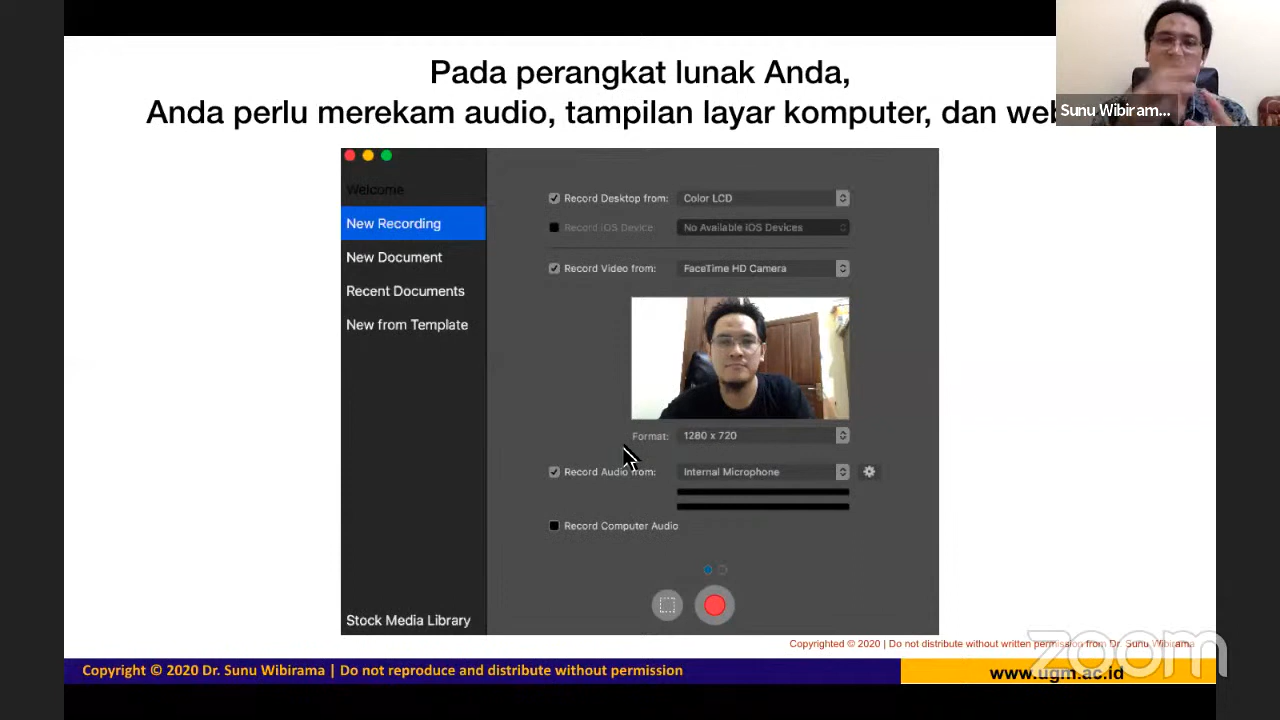 Pada perangkat lunak Anda,
Anda perlu merekam audio, tampilan layar komputer, dan
Sunu Wibiram...
Welcome
New Recording
New Document
Recent Documents
New from Template
Stock Media Library
Record Desktop from: Color LCD
Record iOS Device: No Available iOS Devices
Record Video from: FaceTime HD Camera
Format: 1280 x 720
Record Audio from: Internal Microphone
Record Computer Audio
Copyrighted © 2020 | Do not distribute without written permission from Dr. Sunu Wibirama
zoom
Copyright © 2020 Dr. Sunu Wibirama | Do not reproduce and distribute without permission
www.ugm.ac.id